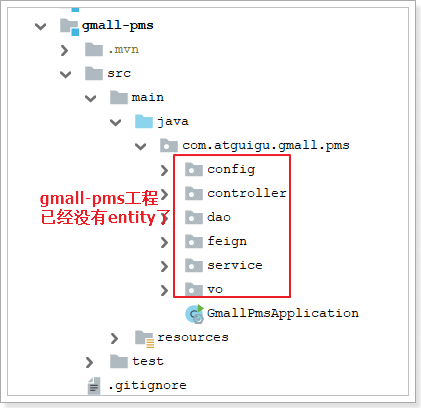 gmall-pms
.mvn
src
main
java
com.atguigu.gmall.pms
config
controller
dao
feign
service
vo
gmall-pms工程
已经没有entity了
GmallPmsApplication
resources
test
.gitignore